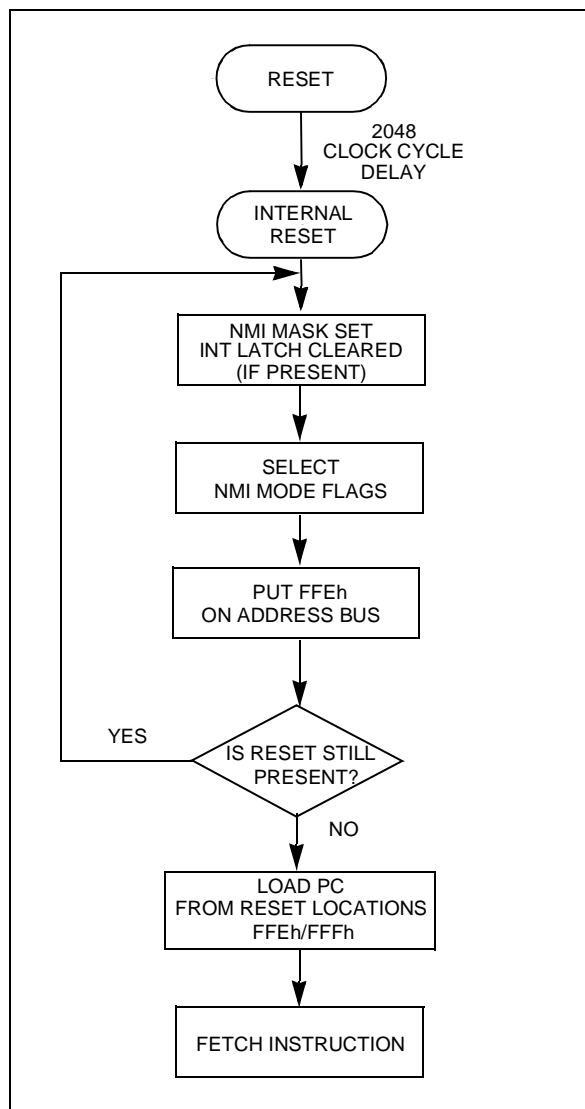 RESET
2048
CLOCK CYCLE
DELAY
INTERNAL
RESET
NMI MASK SET
INT LATCH CLEARED
(IF PRESENT)
SELECT
NMI MODE FLAGS
PUT FFEh
ON ADDRESS BUS
YES
IS RESET STILL
PRESENT?
NO
LOAD PC
FROM RESET LOCATIONS
FFEh/FFFh
FETCH INSTRUCTION